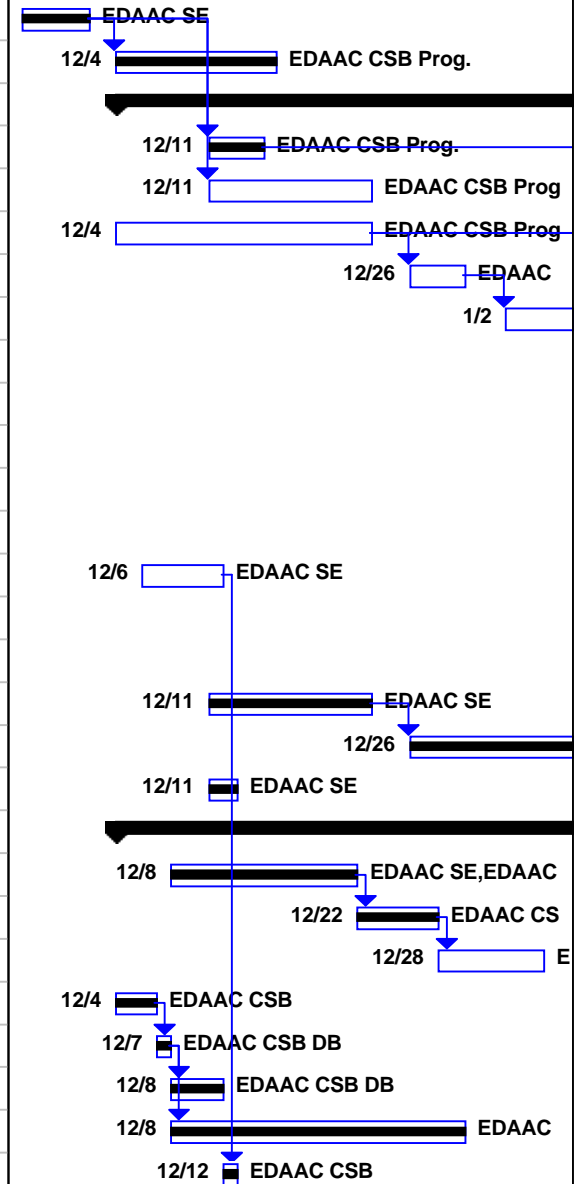 EDAAC SE
12/4 EDAAC CSB Prog.
12/11 EDAAC CSB Prog.
12/11 EDAAC CSB Prog
12/4 EDAAC CSB Prog
12/26 EDAAC
1/2
12/6 EDAAC SE
12/11 EDAAC SE
12/26
12/11 EDAAC SE
12/8 EDAAC SE,EDAAC
12/22 EDAAC CS
12/28 E
12/4 EDAAC CSB
12/7 EDAAC CSB DB
12/8 EDAAC CSB DB
12/8 EDAAC
12/12 EDAAC CSB